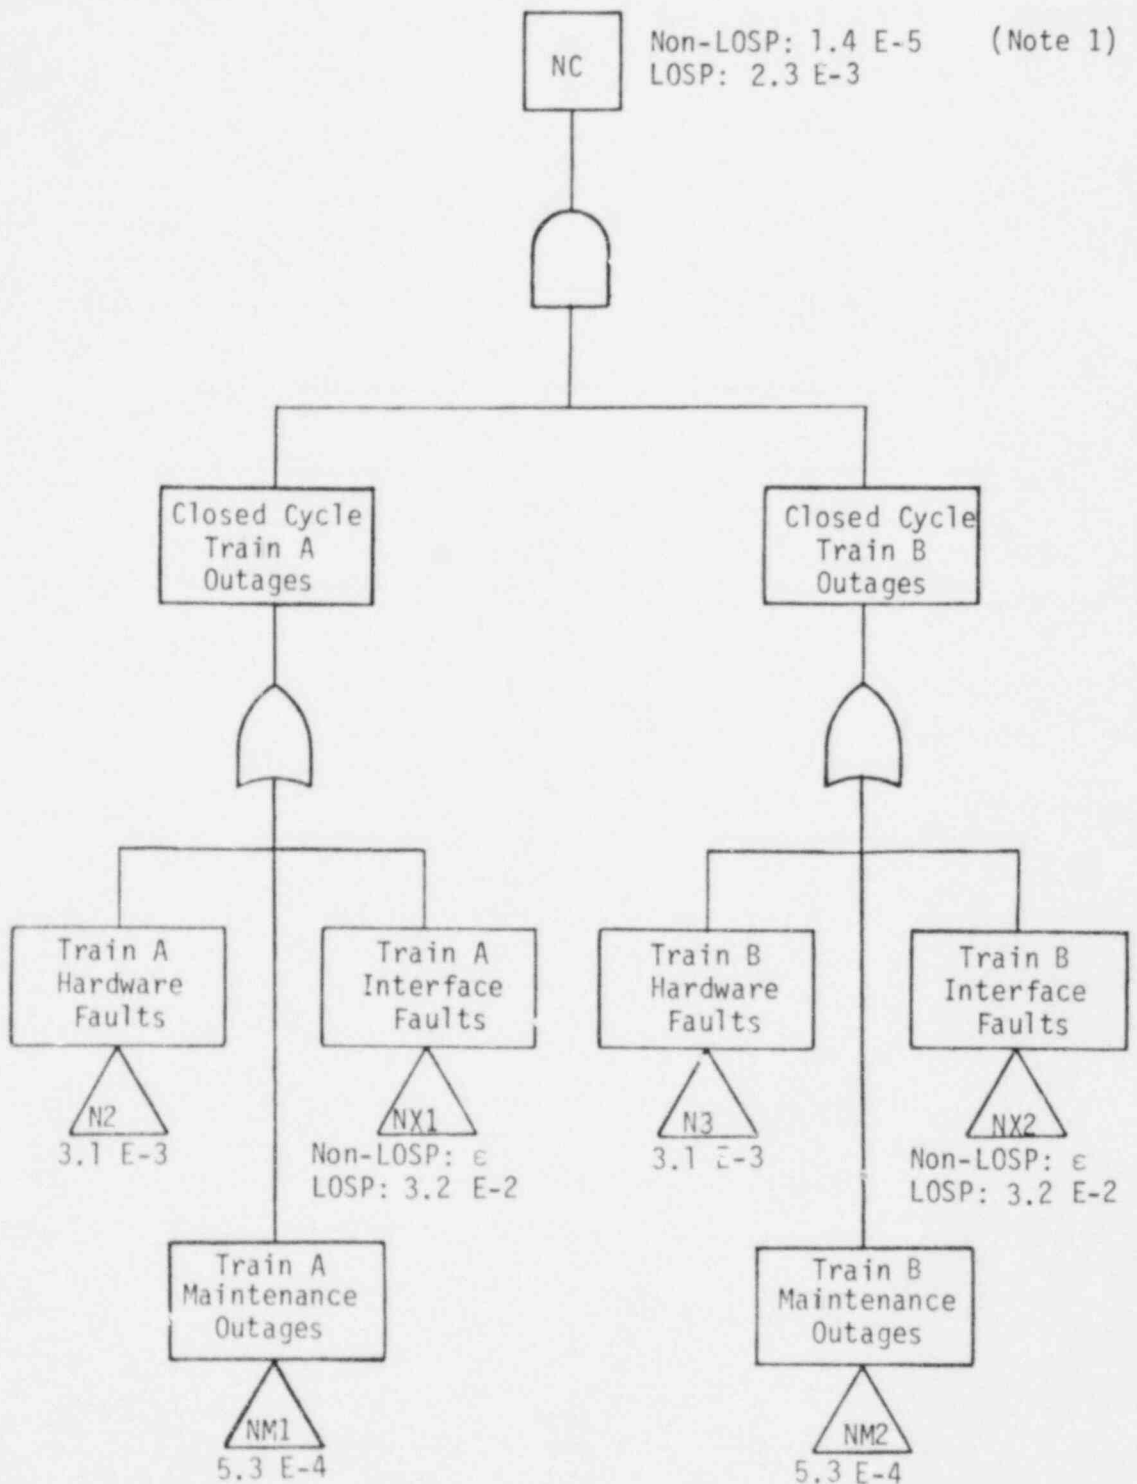 NC
Non-LOSP: 1.4 E-5 (Note 1)
LOSP: 2.3 E-3
Closed Cycle
Train A
Outages
Closed Cycle
Train B
Outages
Train A
Hardware
Faults
N2
3.1 E-3
Train A
Interface
Faults
NX1
Non-LOSP: ε
LOSP: 3.2 E-2
Train B
Hardware
Faults
N3
3.1 E-3
Train B
Interface
Faults
NX2
Non-LOSP: ε
LOSP: 3.2 E-2
Train A
Maintenance
Outages
NM1
5.3 E-4
Train B
Maintenance
Outages
NM2
5.3 E-4